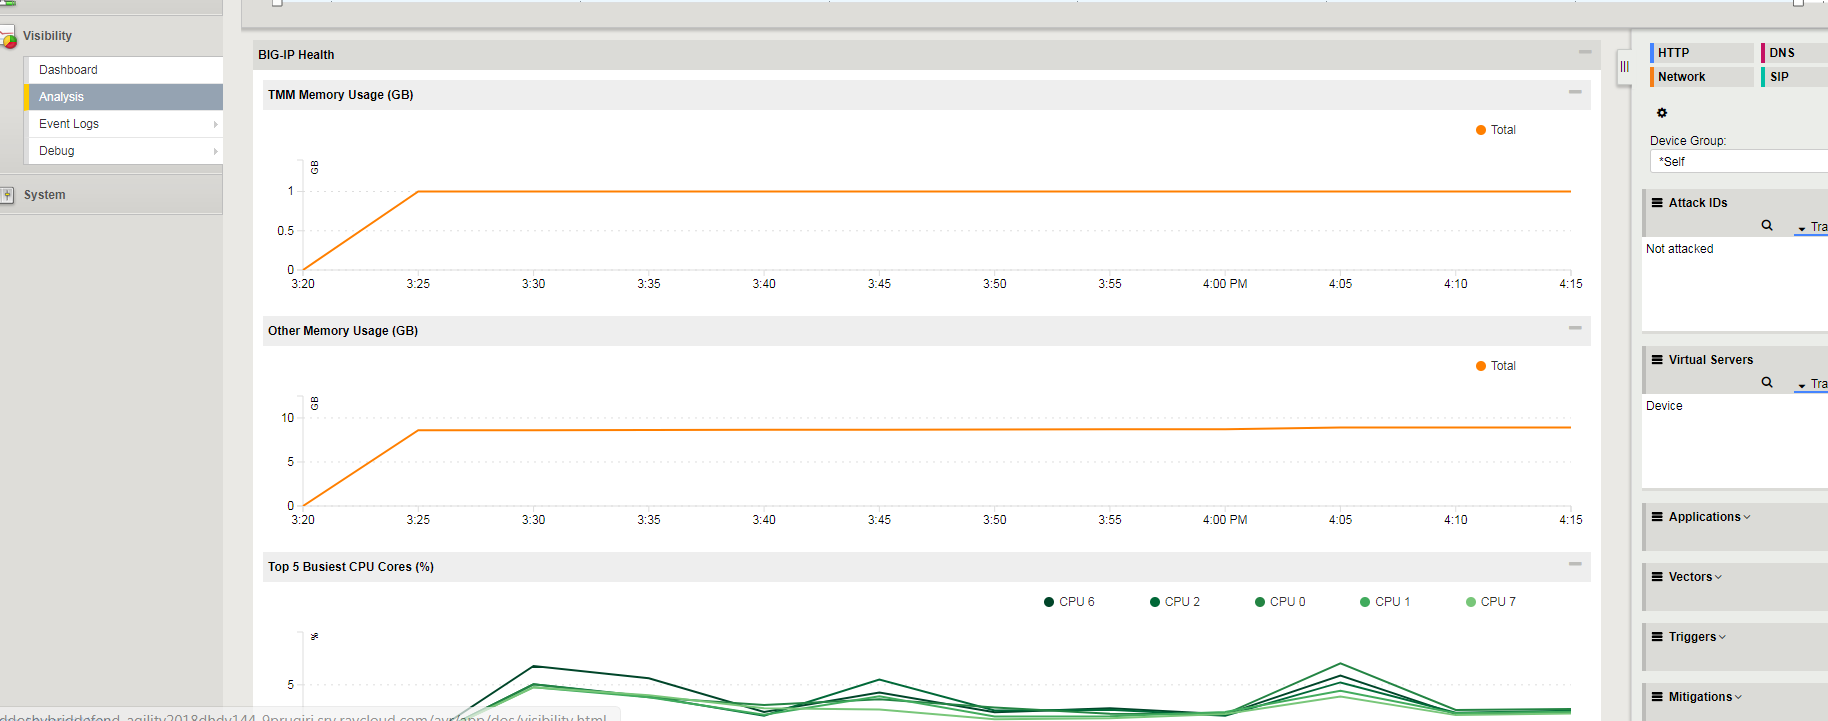 Visibility
Dashboard
Analysis
Event Logs
Debug
System
BIG-IP Health
TMM Memory Usage (GB)
Total
GB
1
0.5
0
3:20 3:25 3:30 3:35 3:40 3:45 3:50 3:55 4:00 PM 4:05 4:10 4:15
Other Memory Usage (GB)
Total
GB
10
5
0
3:20 3:25 3:30 3:35 3:40 3:45 3:50 3:55 4:00 PM 4:05 4:10 4:15
Top 5 Busiest CPU Cores (%)
CPU 6 CPU 2 CPU 0 CPU 1 CPU 7
%
5
HTTP DNS
Network SIP
Device Group:
*Self
Attack IDs
Tra
Not attacked
Virtual Servers
Tra
Device
Applications
Vectors
Triggers
Mitigations